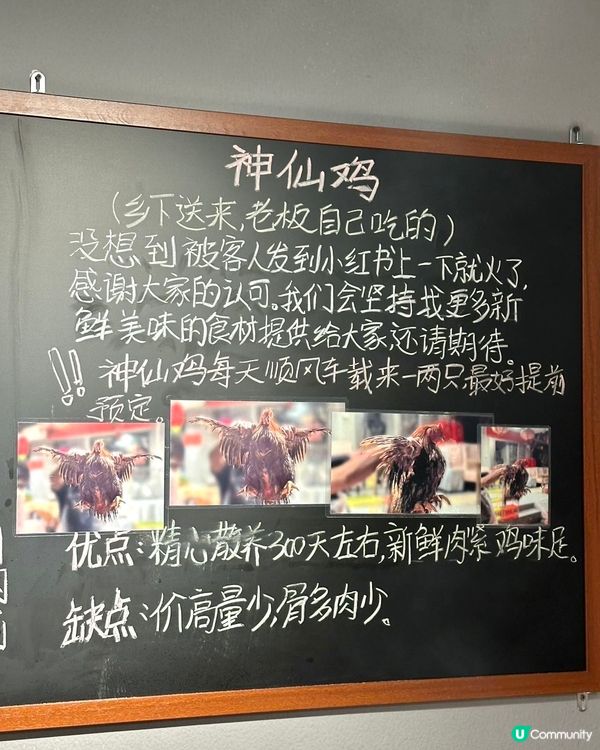 神仙鸡
(乡下送来,老板自己吃的)
没想到被客人发到小红书上一下就火了,
感谢大家的认可。我们会坚持找更多新
鲜美味的食材提供给大家,还请期待。
!! 神仙鸡每天顺风车载来一两只,最好提前
预定。
优点:精心散养300天左右,新鲜肉紧 鸡味足。
缺点:价高量少,骨多肉少。
U Community